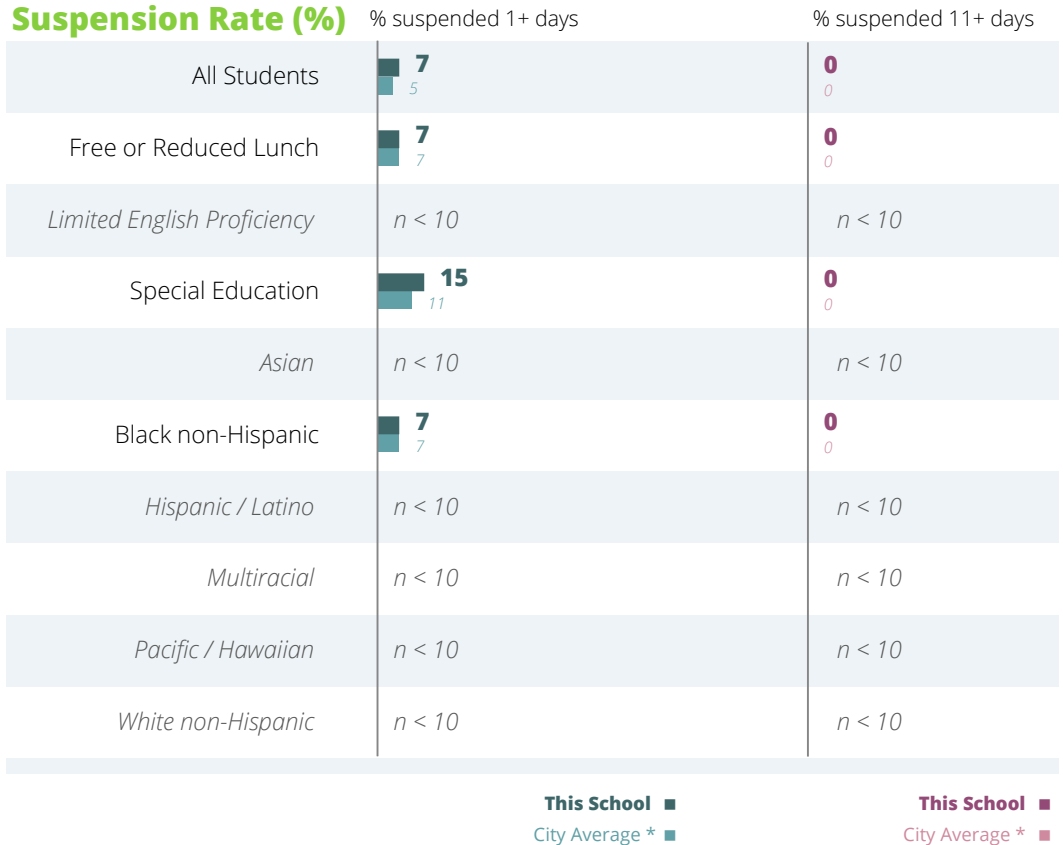 Suspension Rate (%) % suspended 1+ days % suspended 11+ days
All Students 7 0
5 0
Free or Reduced Lunch 7 0
7 0
Limited English Proficiency n < 10 n < 10
Special Education 15 0
11 0
Asian n < 10 n < 10
Black non-Hispanic 7 0
7 0
Hispanic / Latino n < 10 n < 10
Multiracial n < 10 n < 10
Pacific / Hawaiian n < 10 n < 10
White non-Hispanic n < 10 n < 10
This School This School
City Average * City Average *